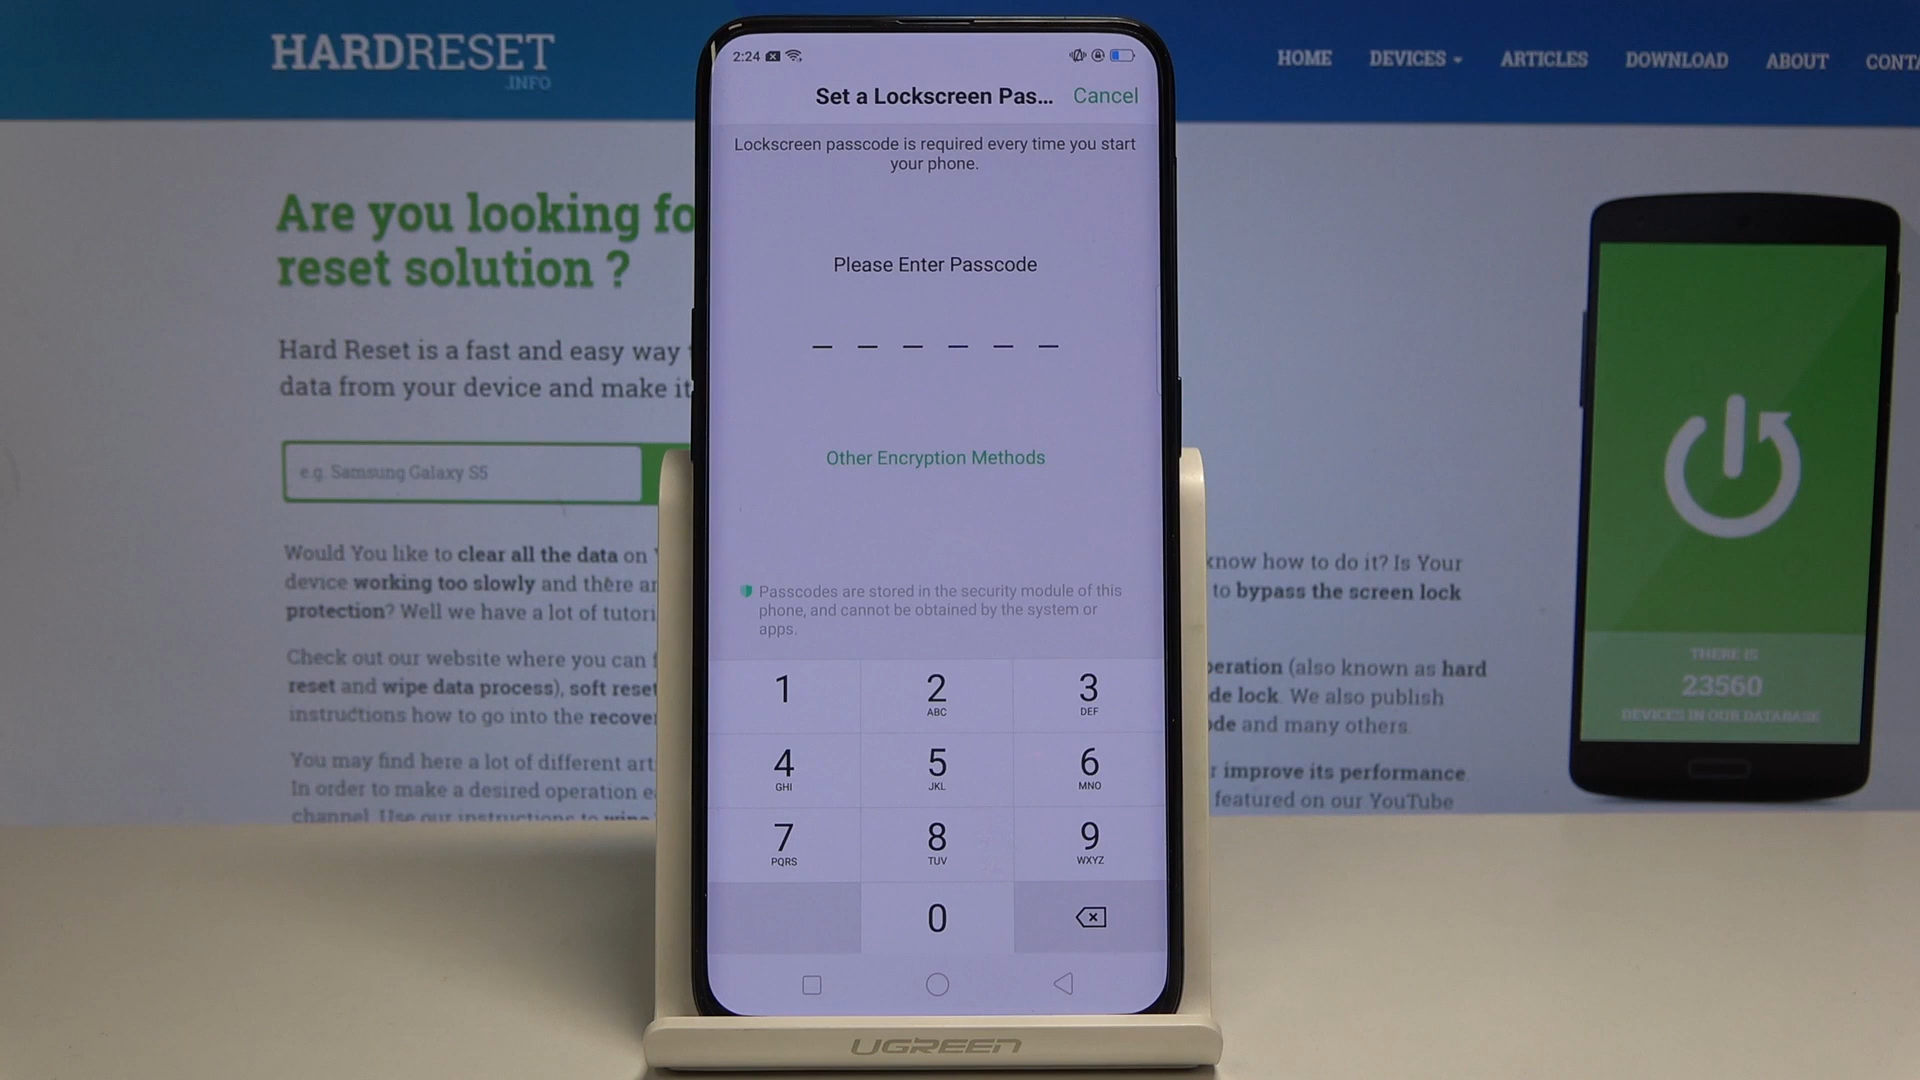 HARDRESET
.INFO
HOME DEVICES ARTICLES DOWNLOAD ABOUT CONTA
Are you looking fo
reset solution ?
Hard Reset is a fast and easy way
data from your device and make it
e.g. Samsung Galaxy S5
Would You like to clear all the data on
device working too slowly and there ar
protection? Well we have a lot of tutori
Check out our website where you can f
reset and wipe data process), soft reset
instructions how to go into the recover
You may find here a lot of different art
In order to make a desired operation e
channel. Use our instructions to wipe
2:24
Set a Lockscreen Pas... Cancel
Lockscreen passcode is required every time you start
your phone.
Please Enter Passcode
Other Encryption Methods
Passcodes are stored in the security module of this
phone, and cannot be obtained by the system or
apps.
1 2 ABC 3 DEF
4 GHI 5 JKL 6 MNO
7 PQRS 8 TUV 9 WXYZ
0
UGREEN
know how to do it? Is Your
to bypass the screen lock
peration (also known as hard
de lock. We also publish
ode and many others.
r improve its performance
featured on our YouTube
THERE IS
23560
DEVICES IN OUR DATABASE